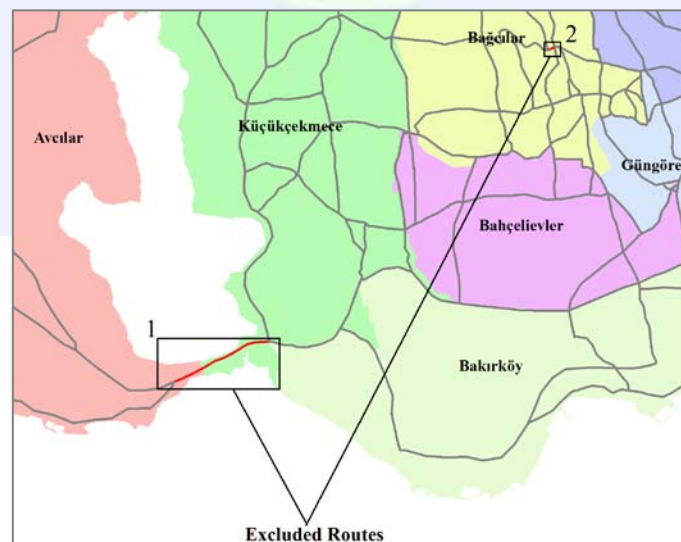 2
Bağcılar
Küçükçekmece
Avcılar
Güngöre
Bahçelievler
1
Bakırköy
Excluded Routes